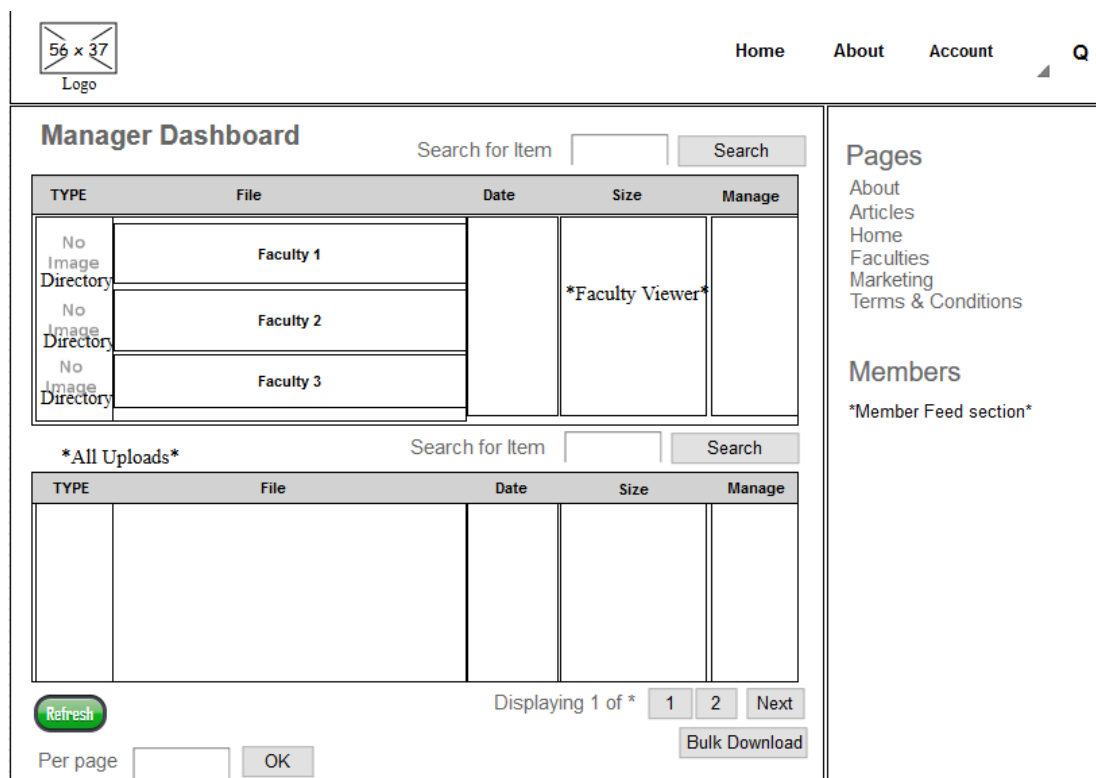 56 x 37
Logo
Home About Account Q
Manager Dashboard
Search for Item Search
TYPE File Date Size Manage
No Image Directory Faculty 1
*Faculty Viewer*
No Image Directory Faculty 2
No Image Directory Faculty 3
*All Uploads*
Search for Item Search
TYPE File Date Size Manage
Refresh
Displaying 1 of * 1 2 Next
Bulk Download
Per page OK
Pages
About
Articles
Home
Faculties
Marketing
Terms & Conditions
Members
*Member Feed section*